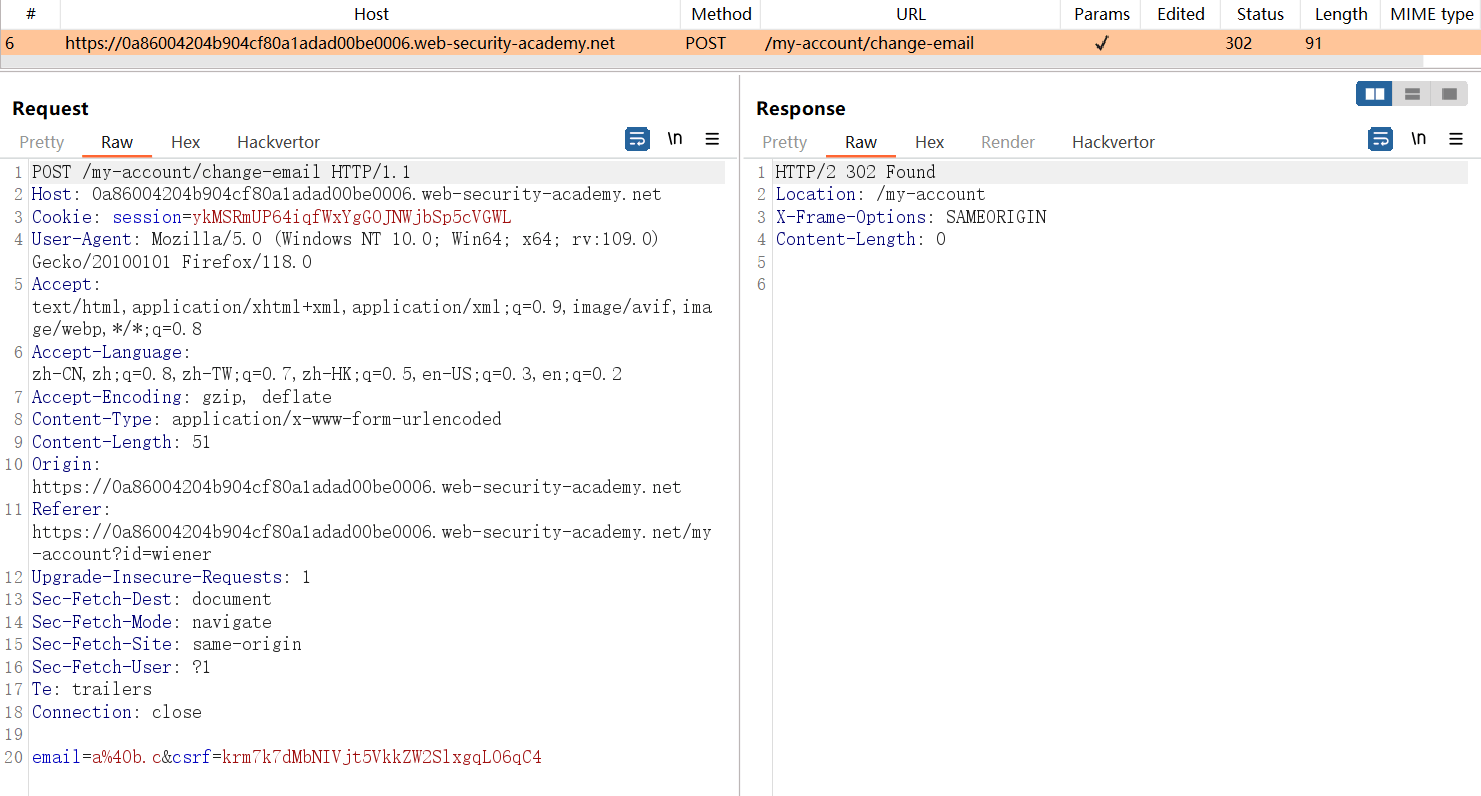 # Host Method URL Params Edited Status Length MIME type
6 https://0a86004204b904cf80a1adad00be0006.web-security-academy.net POST /my-account/change-email ✓ 302 91
Request
Pretty Raw Hex Hackvertor \n
1 POST /my-account/change-email HTTP/1.1
2 Host: 0a86004204b904cf80a1adad00be0006.web-security-academy.net
3 Cookie: session=ykMSRmUP64iqfWxYgGOJNWjbSp5cVGWL
4 User-Agent: Mozilla/5.0 (Windows NT 10.0; Win64; x64; rv:109.0)
Gecko/20100101 Firefox/118.0
5 Accept:
text/html,application/xhtml+xml,application/xml;q=0.9,image/avif,ima
ge/webp,*/*;q=0.8
6 Accept-Language:
zh-CN,zh;q=0.8,zh-TW;q=0.7,zh-HK;q=0.5,en-US;q=0.3,en;q=0.2
7 Accept-Encoding: gzip, deflate
8 Content-Type: application/x-www-form-urlencoded
9 Content-Length: 51
10 Origin:
https://0a86004204b904cf80a1adad00be0006.web-security-academy.net
11 Referer:
https://0a86004204b904cf80a1adad00be0006.web-security-academy.net/my
-account?id=wiener
12 Upgrade-Insecure-Requests: 1
13 Sec-Fetch-Dest: document
14 Sec-Fetch-Mode: navigate
15 Sec-Fetch-Site: same-origin
16 Sec-Fetch-User: ?1
17 Te: trailers
18 Connection: close
19
20 email=a%40b.c&csrf=krm7k7dMbNIVjt5VkkZW2SlxgqLO6qC4
Response
Pretty Raw Hex Render Hackvertor \n
1 HTTP/2 302 Found
2 Location: /my-account
3 X-Frame-Options: SAMEORIGIN
4 Content-Length: 0
5
6